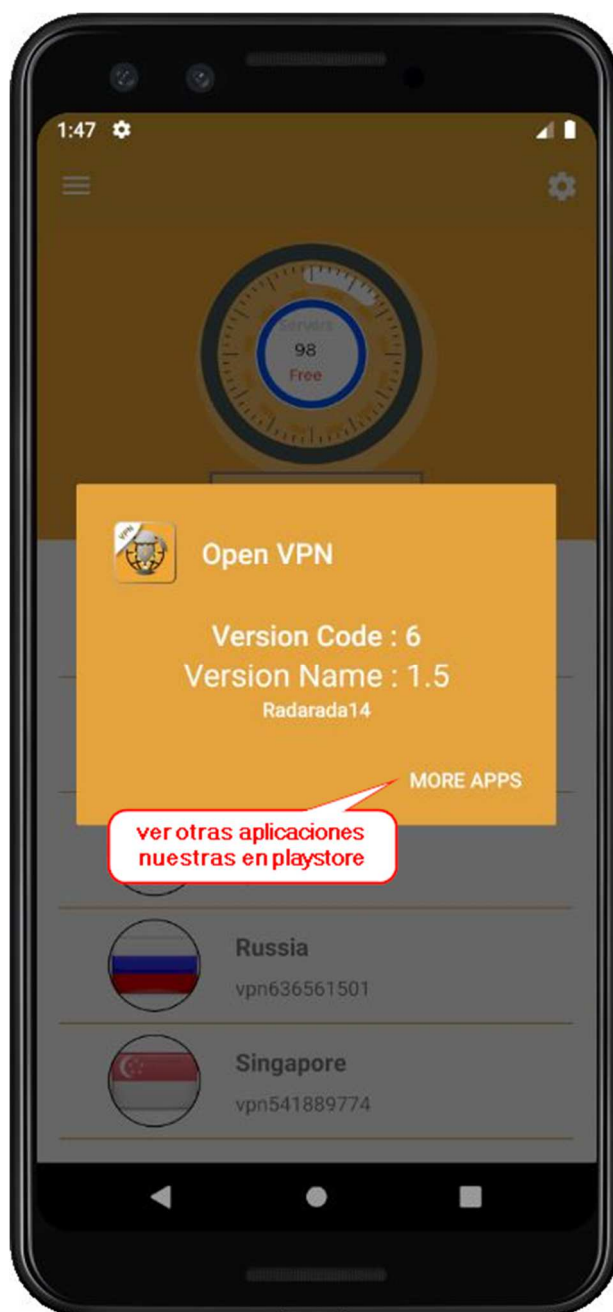 1:47
Servers
98
Free
VPN
Open VPN
Version Code : 6
Version Name : 1.5
Radarada14
MORE APPS
ver otras aplicaciones
nuestras en playstore
Russia
vpn636561501
Singapore
vpn541889774